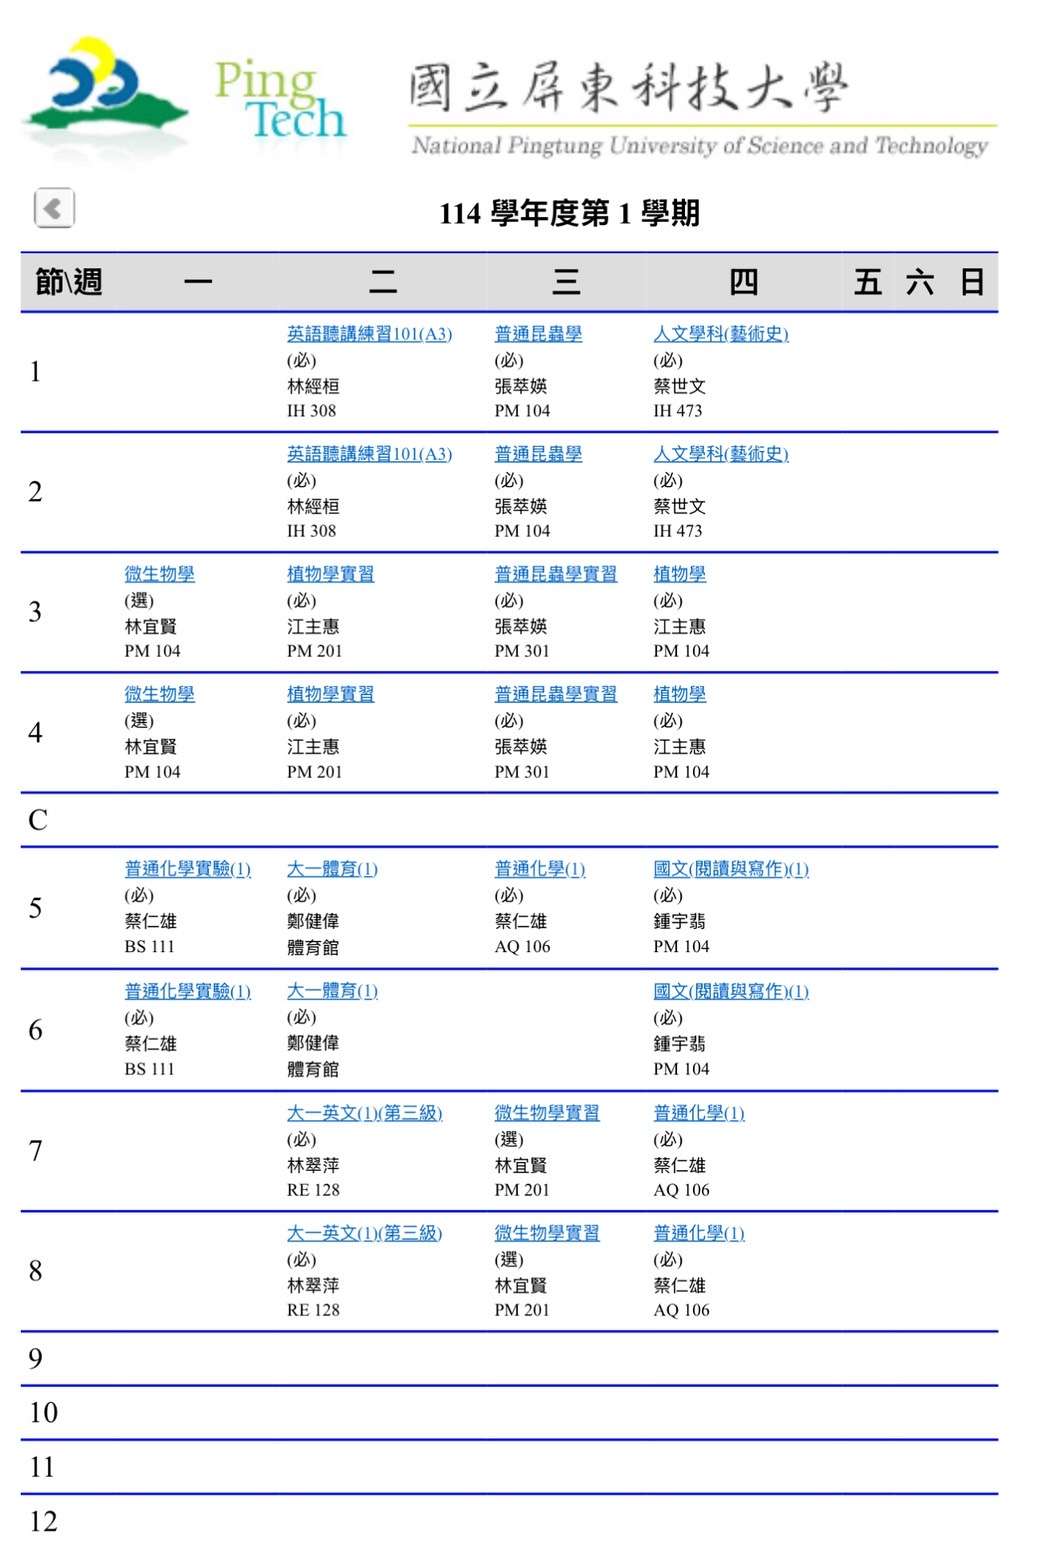 Ping
Tech
國立屏東科技大學
National Pingtung University of Science and Technology
114 學年度第 1 學期
節\週 一 二 三 四 五 六 日
1
英語聽講練習101(A3)
(必)
林經桓
IH 308
普通昆蟲學
(必)
張萃媖
PM 104
人文學科(藝術史)
(必)
蔡世文
IH 473
2
英語聽講練習101(A3)
(必)
林經桓
IH 308
普通昆蟲學
(必)
張萃媖
PM 104
人文學科(藝術史)
(必)
蔡世文
IH 473
3
微生物學
(選)
林宜賢
PM 104
植物學實習
(必)
江主惠
PM 201
普通昆蟲學實習
(必)
張萃媖
PM 301
植物學
(必)
江主惠
PM 104
4
微生物學
(選)
林宜賢
PM 104
植物學實習
(必)
江主惠
PM 201
普通昆蟲學實習
(必)
張萃媖
PM 301
植物學
(必)
江主惠
PM 104
C
5
普通化學實驗(1)
(必)
蔡仁雄
BS 111
大一體育(1)
(必)
鄭健偉
體育館
普通化學(1)
(必)
蔡仁雄
AQ 106
國文(閱讀與寫作)(1)
(必)
鍾宇翡
PM 104
6
普通化學實驗(1)
(必)
蔡仁雄
BS 111
大一體育(1)
(必)
鄭健偉
體育館
國文(閱讀與寫作)(1)
(必)
鍾宇翡
PM 104
7
大一英文(1)(第三級)
(必)
林翠萍
RE 128
微生物學實習
(選)
林宜賢
PM 201
普通化學(1)
(必)
蔡仁雄
AQ 106
8
大一英文(1)(第三級)
(必)
林翠萍
RE 128
微生物學實習
(選)
林宜賢
PM 201
普通化學(1)
(必)
蔡仁雄
AQ 106
9
10
11
12